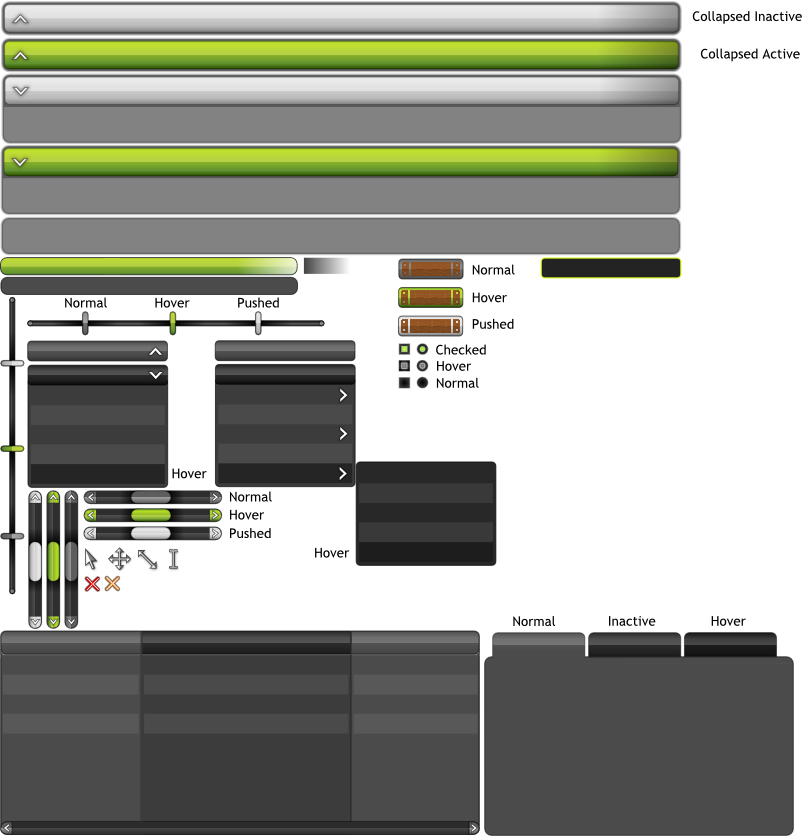 Collapsed Inactive
Collapsed Active
Normal
Hover
Pushed
Normal Hover Pushed
Checked
Hover
Normal
Hover
Normal
Hover
Pushed
Hover
Normal Inactive Hover